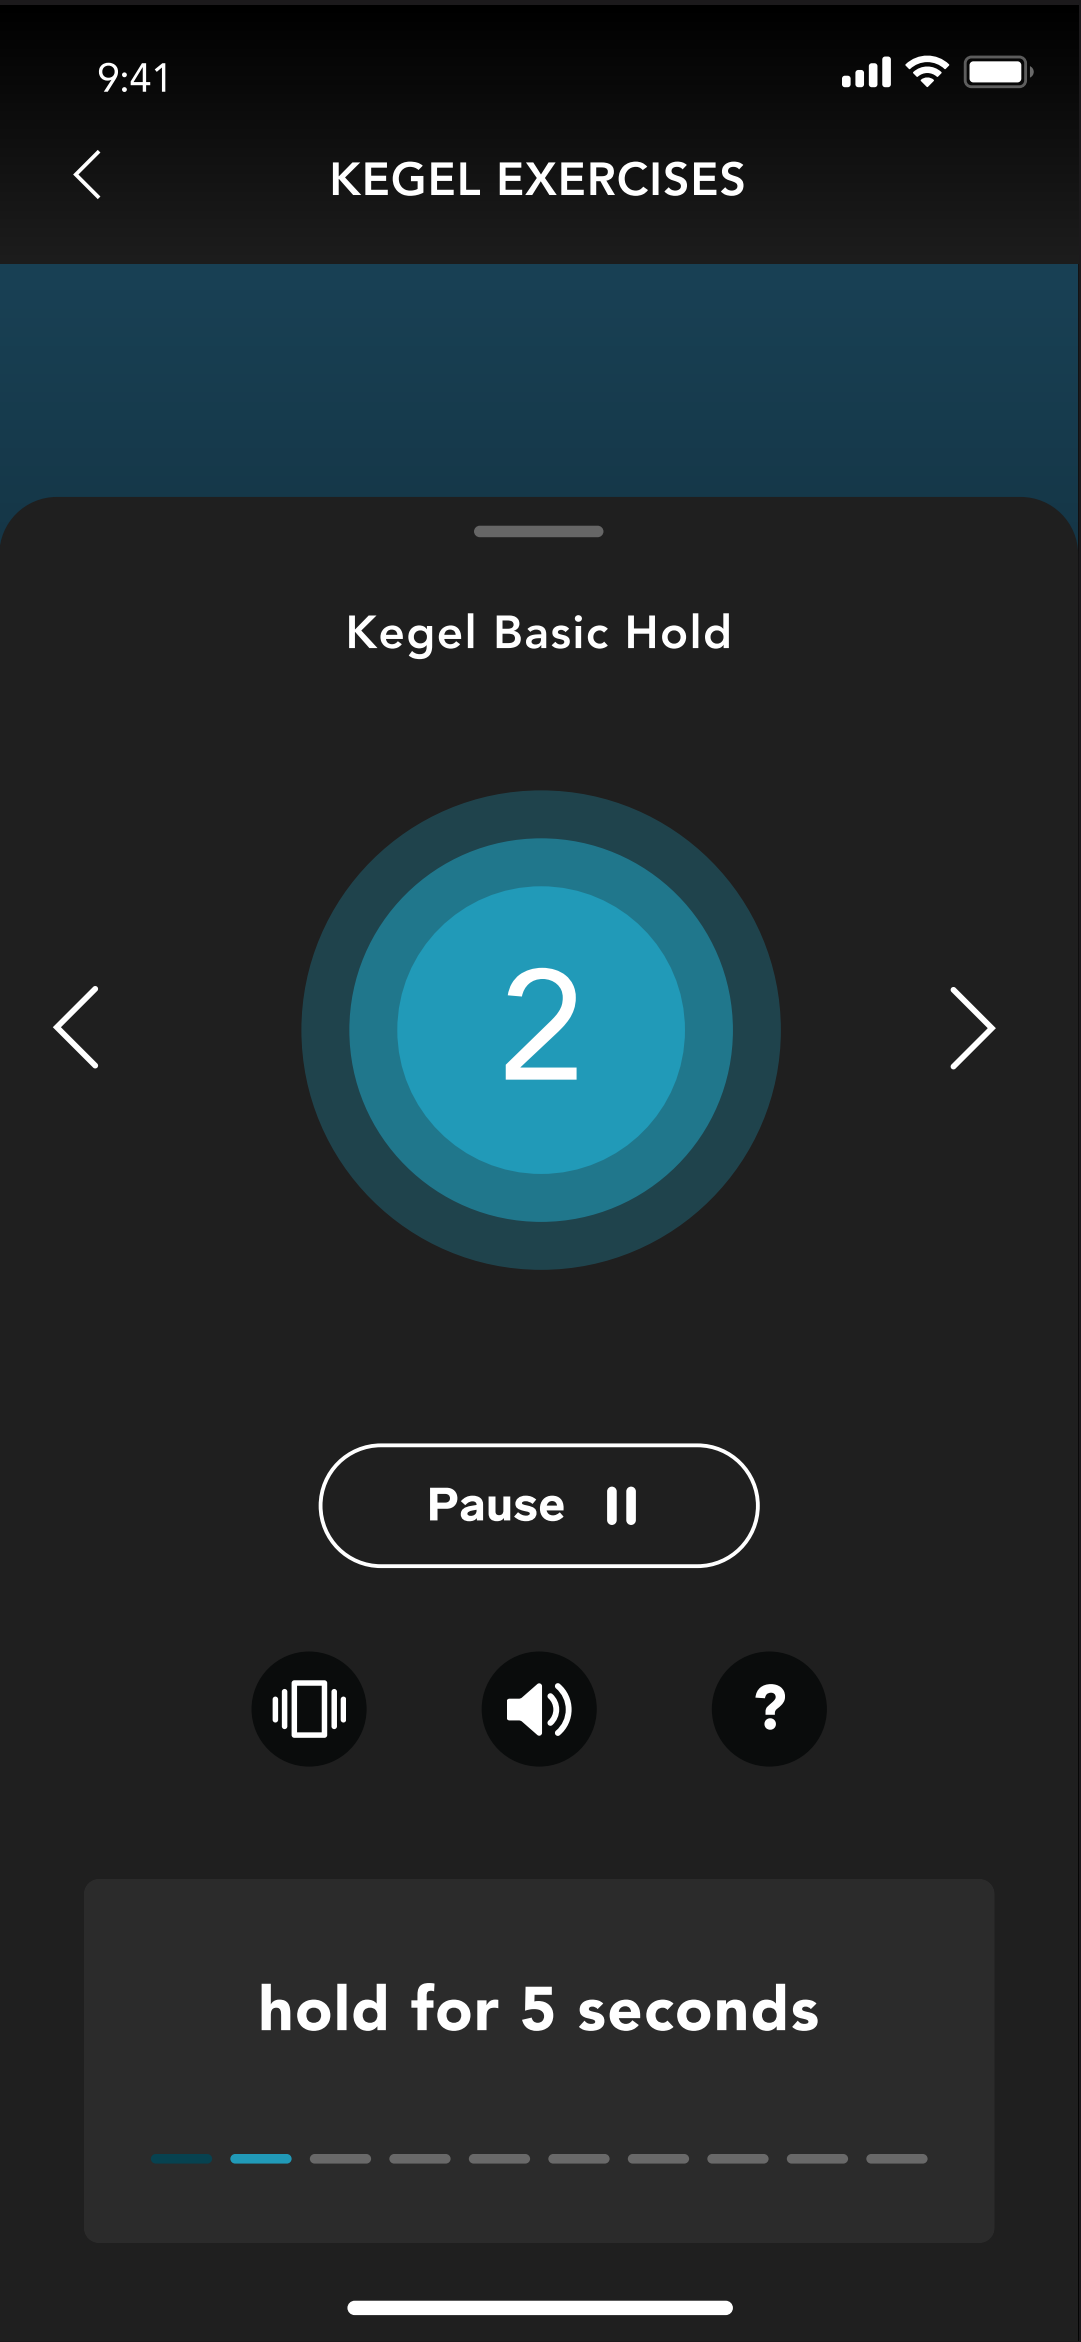 9:41
KEGEL EXERCISES
Kegel Basic Hold
2
Pause
?
hold for 5 seconds